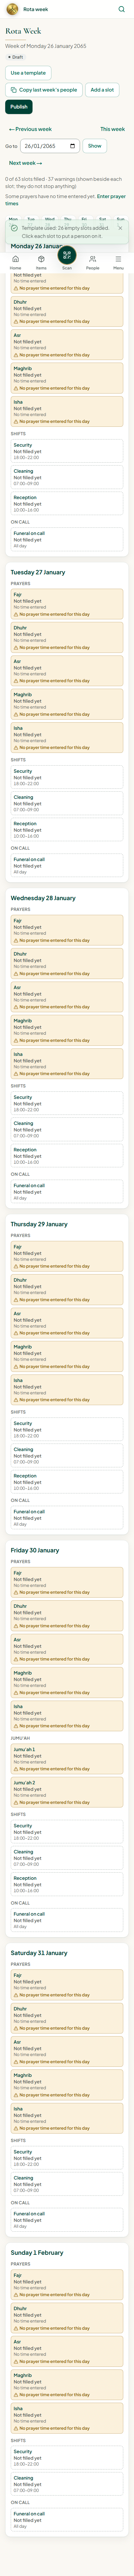 Rota week
Rota Week
Week of Monday 26 January 2065
Draft
Use a template
Copy last week's people
Add a slot
Publish
← Previous week
This week
Go to
26/01/2065
Show
Next week →
0 of 63 slots filled · 37 warnings (shown beside each slot; they do not stop anything)
Some prayers have no time entered yet. Enter prayer times
Mon
Tue
Wed
Thu
Fri
Sat
Sun
Click each slot to put a person on it.
Monday 26 January
Home
Items
Scan
People
Menu
Not filled yet
No time entered
No prayer time entered for this day
Dhuhr
Not filled yet
No time entered
No prayer time entered for this day
Asr
Not filled yet
No time entered
No prayer time entered for this day
Maghrib
Not filled yet
No time entered
No prayer time entered for this day
Isha
Not filled yet
No time entered
No prayer time entered for this day
SHIFTS
Security
Not filled yet
18:00–22:00
Cleaning
Not filled yet
07:00–09:00
Reception
Not filled yet
10:00–16:00
ON CALL
Funeral on call
Not filled yet
All day
Tuesday 27 January
PRAYERS
Fajr
Not filled yet
No time entered
No prayer time entered for this day
Dhuhr
Not filled yet
No time entered
No prayer time entered for this day
Asr
Not filled yet
No time entered
No prayer time entered for this day
Maghrib
Not filled yet
No time entered
No prayer time entered for this day
Isha
Not filled yet
No time entered
No prayer time entered for this day
SHIFTS
Security
Not filled yet
18:00–22:00
Cleaning
Not filled yet
07:00–09:00
Reception
Not filled yet
10:00–16:00
ON CALL
Funeral on call
Not filled yet
All day
Wednesday 28 January
PRAYERS
Fajr
Not filled yet
No time entered
No prayer time entered for this day
Dhuhr
Not filled yet
No time entered
No prayer time entered for this day
Asr
Not filled yet
No time entered
No prayer time entered for this day
Maghrib
Not filled yet
No time entered
No prayer time entered for this day
Isha
Not filled yet
No time entered
No prayer time entered for this day
SHIFTS
Security
Not filled yet
18:00–22:00
Cleaning
Not filled yet
07:00–09:00
Reception
Not filled yet
10:00–16:00
ON CALL
Funeral on call
Not filled yet
All day
Thursday 29 January
PRAYERS
Fajr
Not filled yet
No time entered
No prayer time entered for this day
Dhuhr
Not filled yet
No time entered
No prayer time entered for this day
Asr
Not filled yet
No time entered
No prayer time entered for this day
Maghrib
Not filled yet
No time entered
No prayer time entered for this day
Isha
Not filled yet
No time entered
No prayer time entered for this day
SHIFTS
Security
Not filled yet
18:00–22:00
Cleaning
Not filled yet
07:00–09:00
Reception
Not filled yet
10:00–16:00
ON CALL
Funeral on call
Not filled yet
All day
Friday 30 January
PRAYERS
Fajr
Not filled yet
No time entered
No prayer time entered for this day
Dhuhr
Not filled yet
No time entered
No prayer time entered for this day
Asr
Not filled yet
No time entered
No prayer time entered for this day
Maghrib
Not filled yet
No time entered
No prayer time entered for this day
Isha
Not filled yet
No time entered
No prayer time entered for this day
JUMU'AH
Jumu'ah 1
Not filled yet
No time entered
No prayer time entered for this day
Jumu'ah 2
Not filled yet
No time entered
No prayer time entered for this day
SHIFTS
Security
Not filled yet
18:00–22:00
Cleaning
Not filled yet
07:00–09:00
Reception
Not filled yet
10:00–16:00
ON CALL
Funeral on call
Not filled yet
All day
Saturday 31 January
PRAYERS
Fajr
Not filled yet
No time entered
No prayer time entered for this day
Dhuhr
Not filled yet
No time entered
No prayer time entered for this day
Asr
Not filled yet
No time entered
No prayer time entered for this day
Maghrib
Not filled yet
No time entered
No prayer time entered for this day
Isha
Not filled yet
No time entered
No prayer time entered for this day
SHIFTS
Security
Not filled yet
18:00–22:00
Cleaning
Not filled yet
07:00–09:00
ON CALL
Funeral on call
Not filled yet
All day
Sunday 1 February
PRAYERS
Fajr
Not filled yet
No time entered
No prayer time entered for this day
Dhuhr
Not filled yet
No time entered
No prayer time entered for this day
Asr
Not filled yet
No time entered
No prayer time entered for this day
Maghrib
Not filled yet
No time entered
No prayer time entered for this day
Isha
Not filled yet
No time entered
No prayer time entered for this day
SHIFTS
Security
Not filled yet
18:00–22:00
Cleaning
Not filled yet
07:00–09:00
ON CALL
Funeral on call
Not filled yet
All day